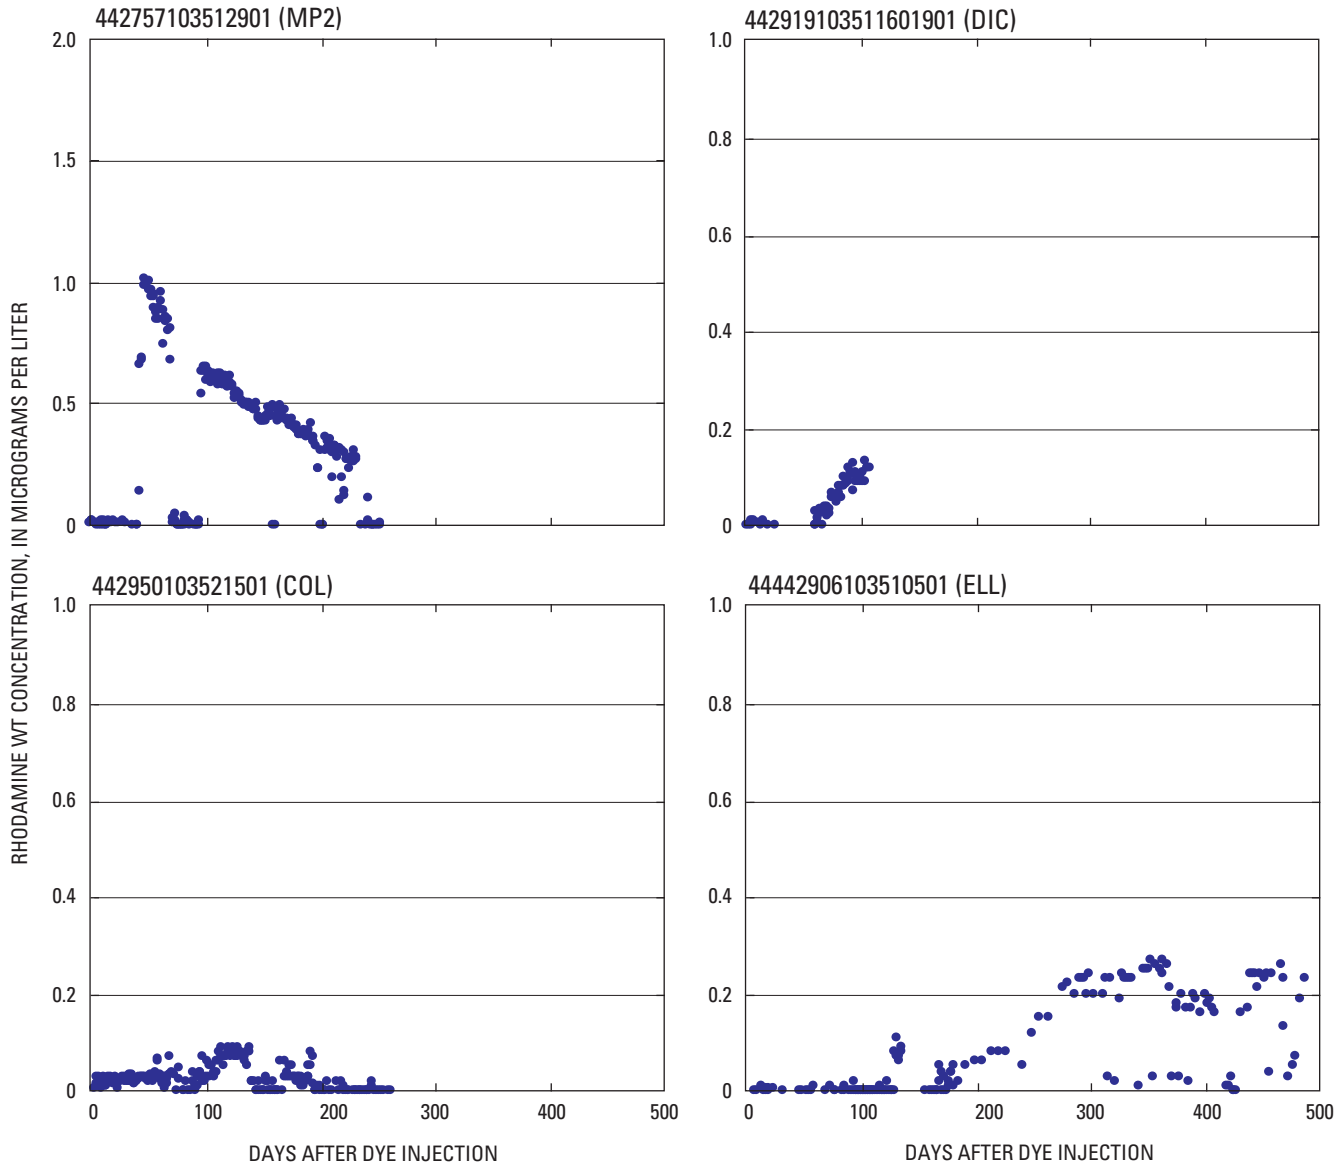 442757103512901 (MP2)
2.0
1.5
1.0
0.5
0
442919103511601901 (DIC)
1.0
0.8
0.6
0.4
0.2
0
RHODAMINE WT CONCENTRATION, IN MICROGRAMS PER LITER
442950103521501 (COL)
1.0
0.8
0.6
0.4
0.2
0
0 100 200 300 400 500
DAYS AFTER DYE INJECTION
44442906103510501 (ELL)
1.0
0.8
0.6
0.4
0.2
0
0 100 200 300 400 500
DAYS AFTER DYE INJECTION